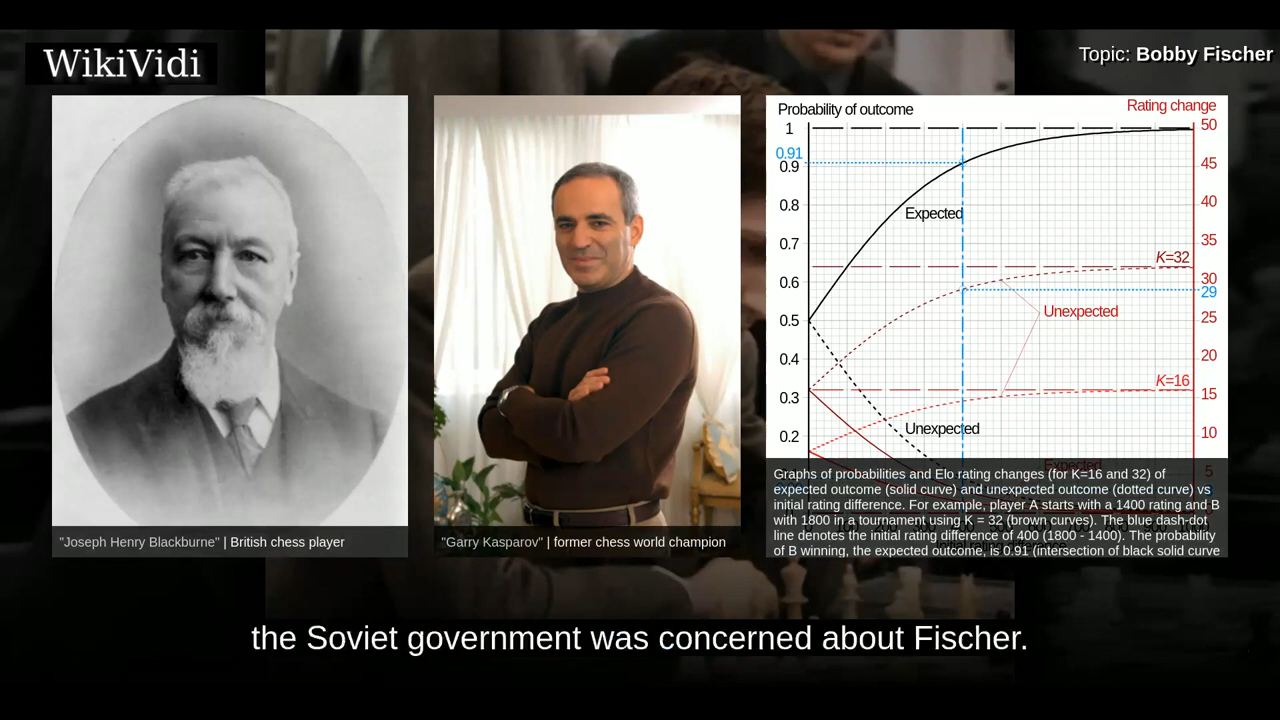 WikiVidi
Topic: Bobby Fischer
Probability of outcome
Rating change
1
50
0.91
0.9
45
0.8
40
Expected
0.7
35
K=32
0.6
30
29
Unexpected
0.5
25
0.4
20
K=16
0.3
15
Unexpected
10
0.2
Expected
5
Graphs of probabilities and Elo rating changes (for K=16 and 32) of
expected outcome (solid curve) and unexpected outcome (dotted curve) vs
initial rating difference. For example, player A starts with a 1400 rating and B
with 1800 in a tournament using K = 32 (brown curves). The blue dash-dot
line denotes the initial rating difference of 400 (1800 - 1400). The probability
of B winning, the expected outcome, is 0.91 (intersection of black solid curve
"Joseph Henry Blackburne" | British chess player
"Garry Kasparov" | former chess world champion
the Soviet government was concerned about Fischer.